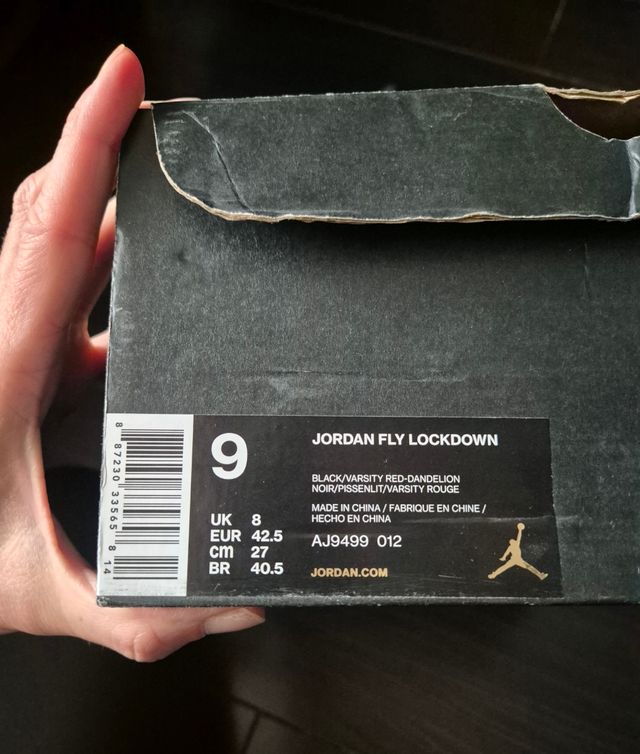 8 87230 33565 8 14
9
UK 8
EUR 42.5
cm 27
BR 40.5
JORDAN FLY LOCKDOWN
BLACK/VARSITY RED-DANDELION
NOIR/PISSENLIT/VARSITY ROUGE
MADE IN CHINA / FABRIQUE EN CHINE /
HECHO EN CHINA
AJ9499 012
JORDAN.COM